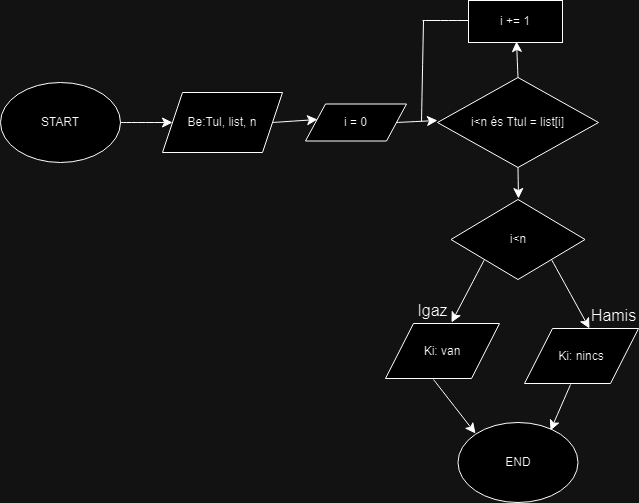 i += 1
START
Be:Tul, list, n
i = 0
i<n és Ttul = list[i]
i<n
Igaz
Hamis
Ki: van
Ki: nincs
END